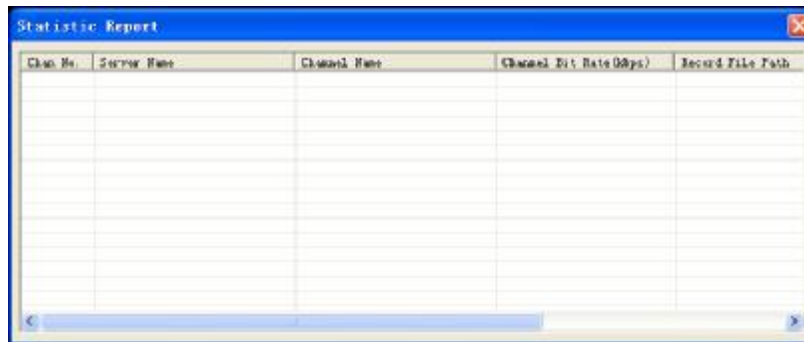 Statistic Report
Chan No. Server Name Channel Name Channel Bit Rate(kbps) Record File Path